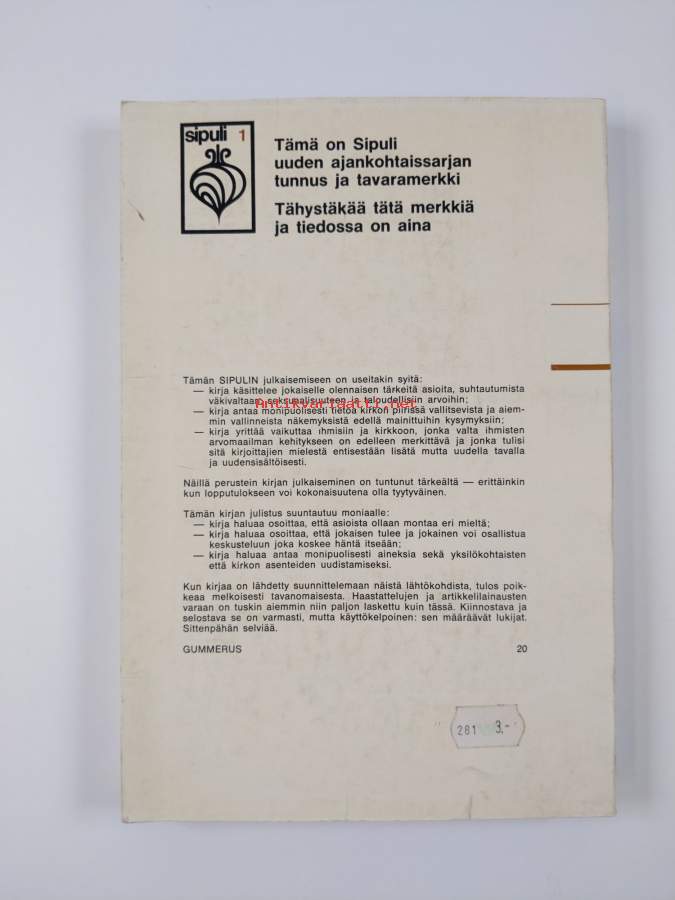 sipuli 1
Tämä on Sipuli
uuden ajankohtaissarjan
tunnus ja tavaramerkki
Tähystäkää tätä merkkiä
ja tiedossa on aina
Tämän SIPULIN julkaisemiseen on useitakin syitä:
— kirja käsittelee jokaiselle olennaisen tärkeitä asioita, suhtautumista
väkivaltaan, seksuaalisuuteen ja taloudellisiin arvoihin;
Antikvariaatti.net
— kirja antaa monipuolisesti tietoa kirkon piirissä vallitsevista ja aiem-
min vallinneista näkemyksistä edellä mainittuihin kysymyksiin;
— kirja yrittää vaikuttaa ihmisiin ja kirkkoon, jonka valta ihmisten
arvomaailman kehitykseen on edelleen merkittävä ja jonka tulisi
sitä kirjoittajien mielestä entisestään lisätä mutta uudella tavalla
ja uudensisältöisesti.
Näillä perustein kirjan julkaiseminen on tuntunut tärkeältä — erittäinkin
kun lopputulokseen voi kokonaisuutena olla tyytyväinen.
Tämän kirjan julistus suuntautuu moniaalle:
— kirja haluaa osoittaa, että asioista ollaan montaa eri mieltä;
— kirja haluaa osoittaa, että jokaisen tulee ja jokainen voi osallistua
keskusteluun joka koskee häntä itseään;
— kirja haluaa antaa monipuolisesti aineksia sekä yksilökohtaisten
että kirkon asenteiden uudistamiseksi.
Kun kirjaa on lähdetty suunnittelemaan näistä lähtökohdista, tulos poik-
keaa melkoisesti tavanomaisesta. Haastattelujen ja artikkelilainausten
varaan on tuskin aiemmin niin paljon laskettu kuin tässä. Kiinnostava ja
selostava se on varmasti, mutta käyttökelpoinen: sen määräävät lukijat.
Sittenpähän selviää.
GUMMERUS 20
281 3.-